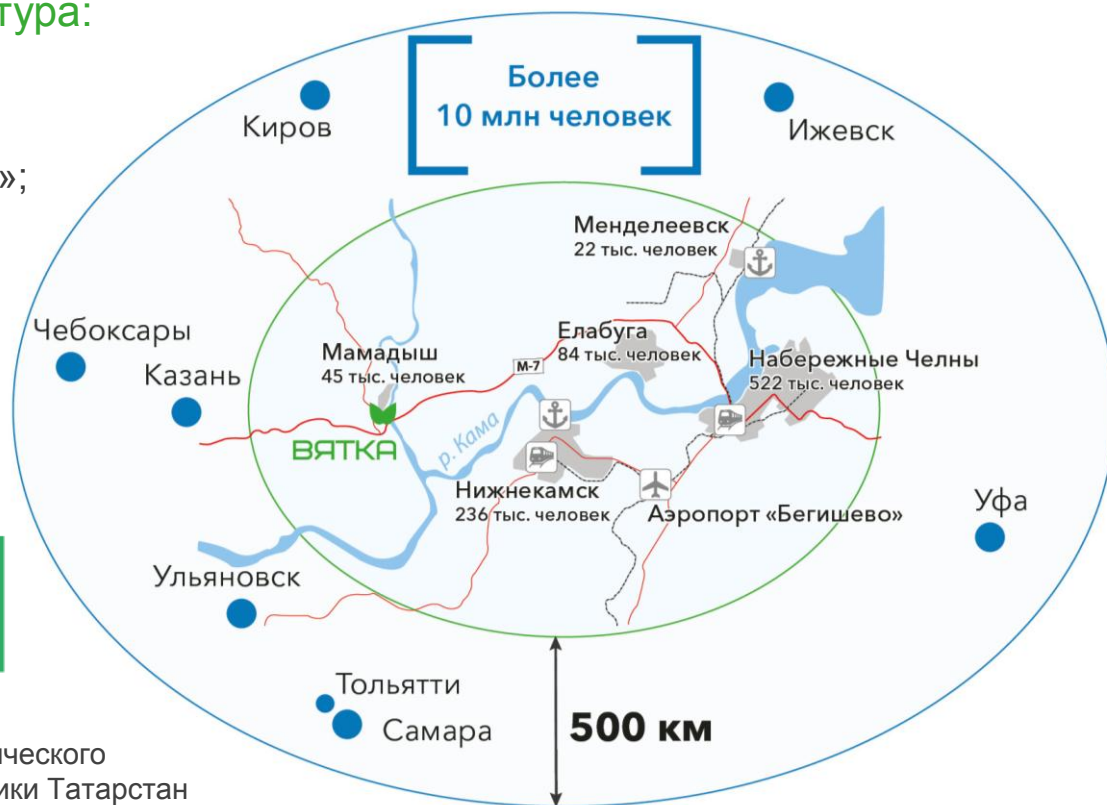 тура:
Более
10 млн человек
Киров
Ижевск
»;
Менделеевск
22 тыс. человек
Чебоксары
Елабуга
84 тыс. человек
Мамадыш
45 тыс. человек
М-7
Набережные Челны
522 тыс. человек
Казань
ВЯТКА
р. Кама
Нижнекамск
236 тыс. человек
Аэропорт «Бегишево»
Уфа
Ульяновск
Тольятти
Самара
500 км
ического
ики Татарстан